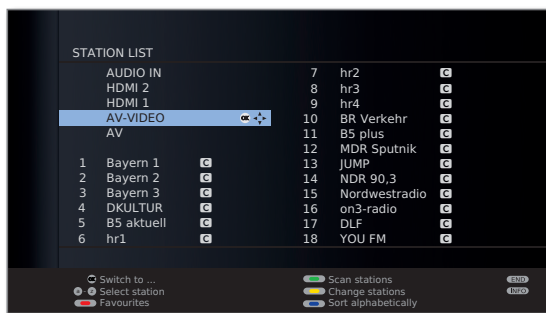 STATION LIST
AUDIO IN
HDMI 2
HDMI 1
AV-VIDEO OK
AV
1 Bayern 1 C
2 Bayern 2 C
3 Bayern 3 C
4 DKULTUR C
5 B5 aktuell C
6 hr1 C
7 hr2 C
8 hr3 C
9 hr4 C
10 BR Verkehr C
11 B5 plus C
12 MDR Sputnik C
13 JUMP C
14 NDR 90,3 C
15 Nordwestradio C
16 on3-radio C
17 DLF C
18 YOU FM C
OK Switch to ...
Select station
Favourites
Scan stations
Change stations
Sort alphabetically
END
INFO